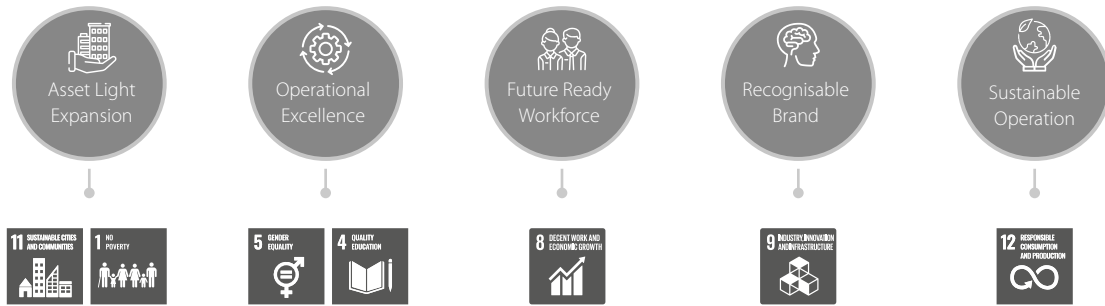 Asset Light
Expansion
Operational
Excellence
Future Ready
Workforce
Recognisable
Brand
Sustainable
Operation
11 SUSTAINABLE CITIES
AND COMMUNITIES
1 NO
POVERTY
5 GENDER
EQUALITY
4 QUALITY
EDUCATION
8 DECENT WORK AND
ECONOMIC GROWTH
9 INDUSTRY, INNOVATION
AND INFRASTRUCTURE
12 RESPONSIBLE
CONSUMPTION
AND PRODUCTION